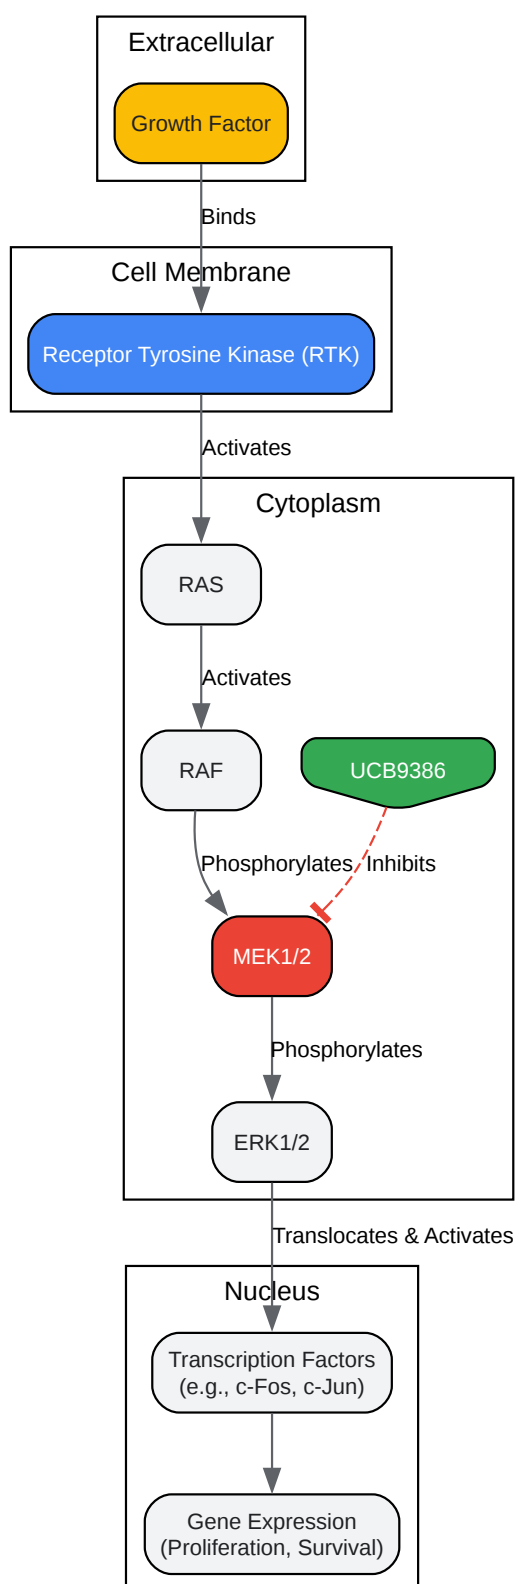 Extracellular
Growth Factor
Binds
Cell Membrane
Receptor Tyrosine Kinase (RTK)
Activates
Cytoplasm
RAS
Activates
RAF
UCB9386
Phosphorylates
Inhibits
MEK1/2
Phosphorylates
ERK1/2
Translocates & Activates
Nucleus
Transcription Factors
(e.g., c-Fos, c-Jun)
Gene Expression
(Proliferation, Survival)